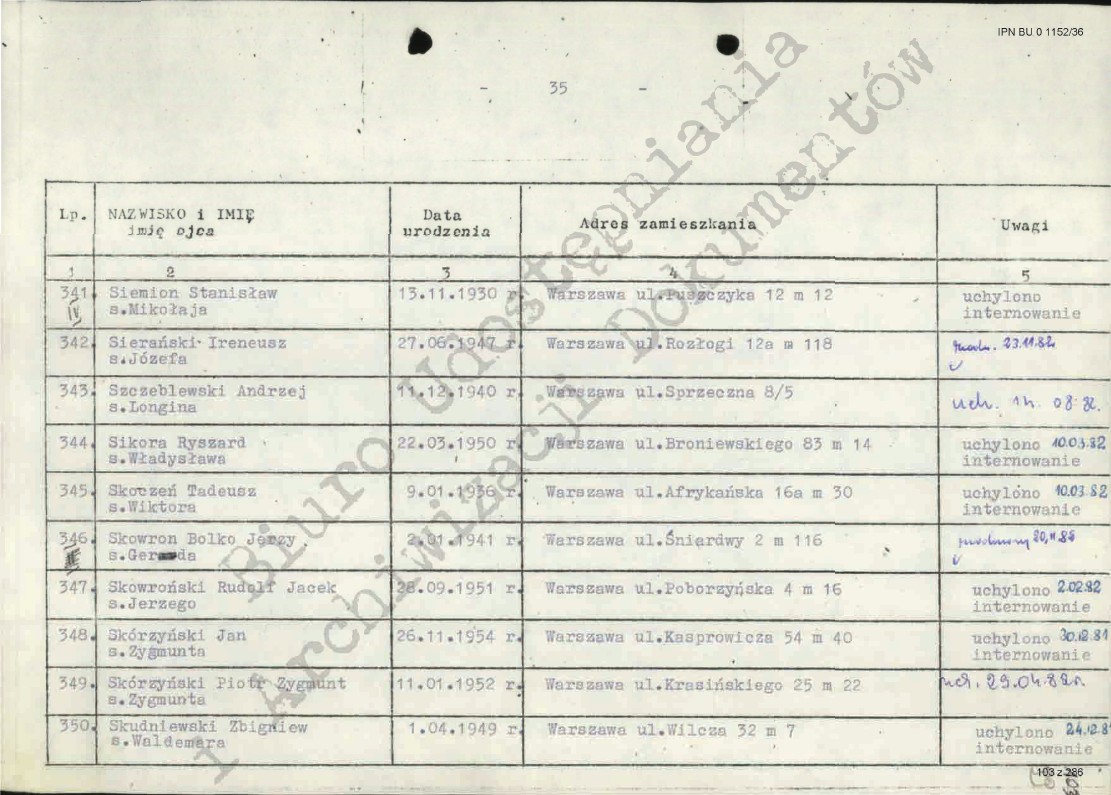 IPN BU 0 1152/36
- 35 -
Lp. NAZWISKO i IMIĘ Data Adres zamieszkania Uwagi
imię ojca urodzenia
1 2 3 4 5
341. Siemion Stanisław 13.11.1930 r. Warszawa ul.Puszczyka 12 m 12 uchylono
IV s.Mikołaja internowanie
342. Sierański Ireneusz 27.06.1947 r. Warszawa ul.Rozłogi 12a m 118 23.11.82
s.Józefa
343. Szczeblewski Andrzej 11.12.1940 r. Warszawa ul.Sprzeczna 8/5
s.Longina uch. 14. 08 82.
344. Sikora Ryszard 22.03.1950 r. Warszawa ul.Broniewskiego 83 m 14 uchylono 10.03.82
s.Władysława internowanie
345. Skoczeń Tadeusz 9.01.1936 r. Warszawa ul.Afrykańska 16a m 30 uchylono 10.03.82
s.Wiktora internowanie
346. Skowron Bolko Jerzy 2.01.1941 r. Warszawa ul.Śniardwy 2 m 116
s.Gerarda
347. Skowroński Rudolf Jacek 28.09.1951 r. Warszawa ul.Poborzyńska 4 m 16 uchylono 2.02.82
s.Jerzego internowanie
348. Skórzyński Jan 26.11.1954 r. Warszawa ul.Kasprowicza 54 m 40 uchylono 30.12.81
s.Zygmunta internowanie
349. Skórzyński Piotr Zygmunt 11.01.1952 r. Warszawa ul.Krasińskiego 25 m 22 uch. 29.04.82r.
s.Zygmunta
350. Skudniewski Zbigniew 1.04.1949 r. Warszawa ul.Wilcza 32 m 7 uchylono 24.12.8
s.Waldemara internowanie
Biuro Udostępniania
i Archiwizacji Dokumentów
103 z 286